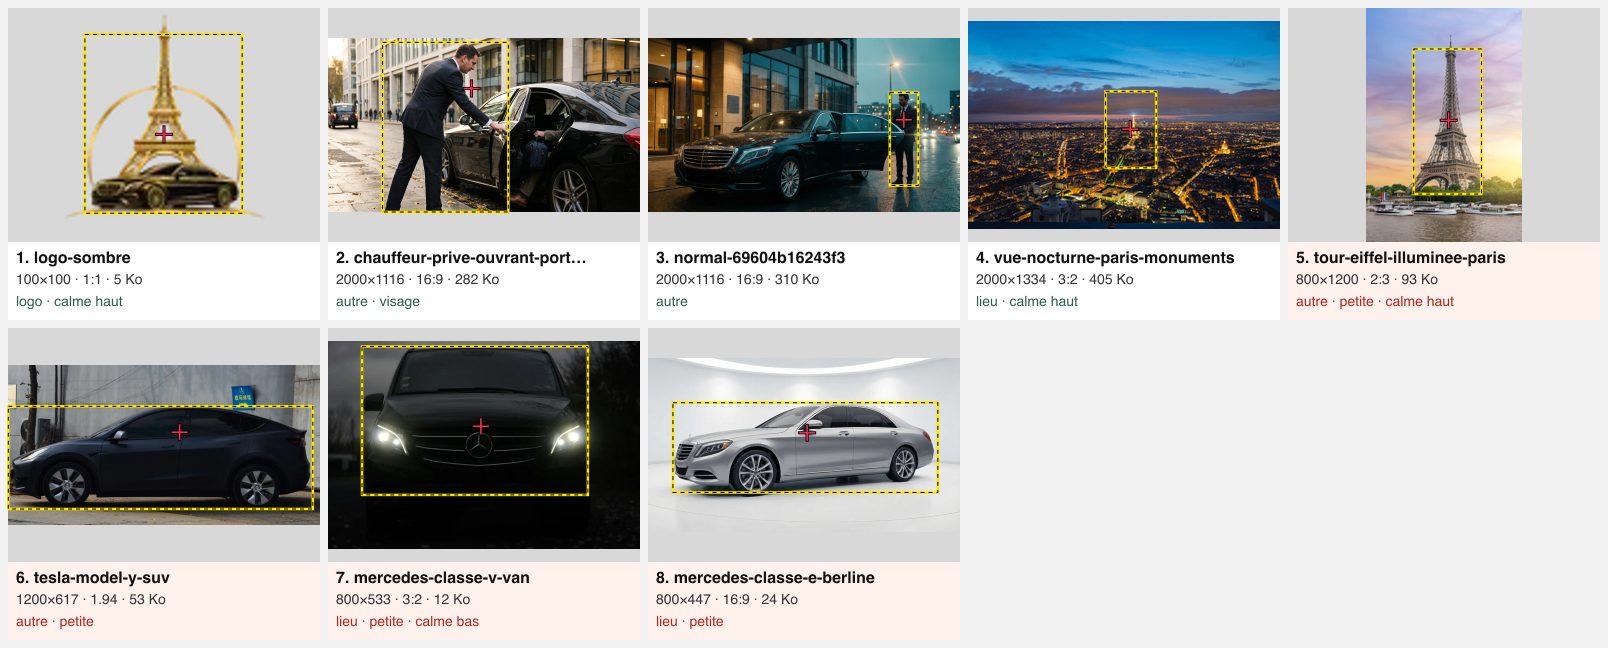 1. logo-sombre
100×100 · 1:1 · 5 Ko
logo · calme haut
2. chauffeur-prive-ouvrant-port…
2000×1116 · 16:9 · 282 Ko
autre · visage
3. normal-69604b16243f3
2000×1116 · 16:9 · 310 Ko
autre
4. vue-nocturne-paris-monuments
2000×1334 · 3:2 · 405 Ko
lieu · calme haut
5. tour-eiffel-illuminee-paris
800×1200 · 2:3 · 93 Ko
autre · petite · calme haut
6. tesla-model-y-suv
1200×617 · 1.94 · 53 Ko
autre · petite
7. mercedes-classe-v-van
800×533 · 3:2 · 12 Ko
lieu · petite · calme bas
8. mercedes-classe-e-berline
800×447 · 16:9 · 24 Ko
lieu · petite